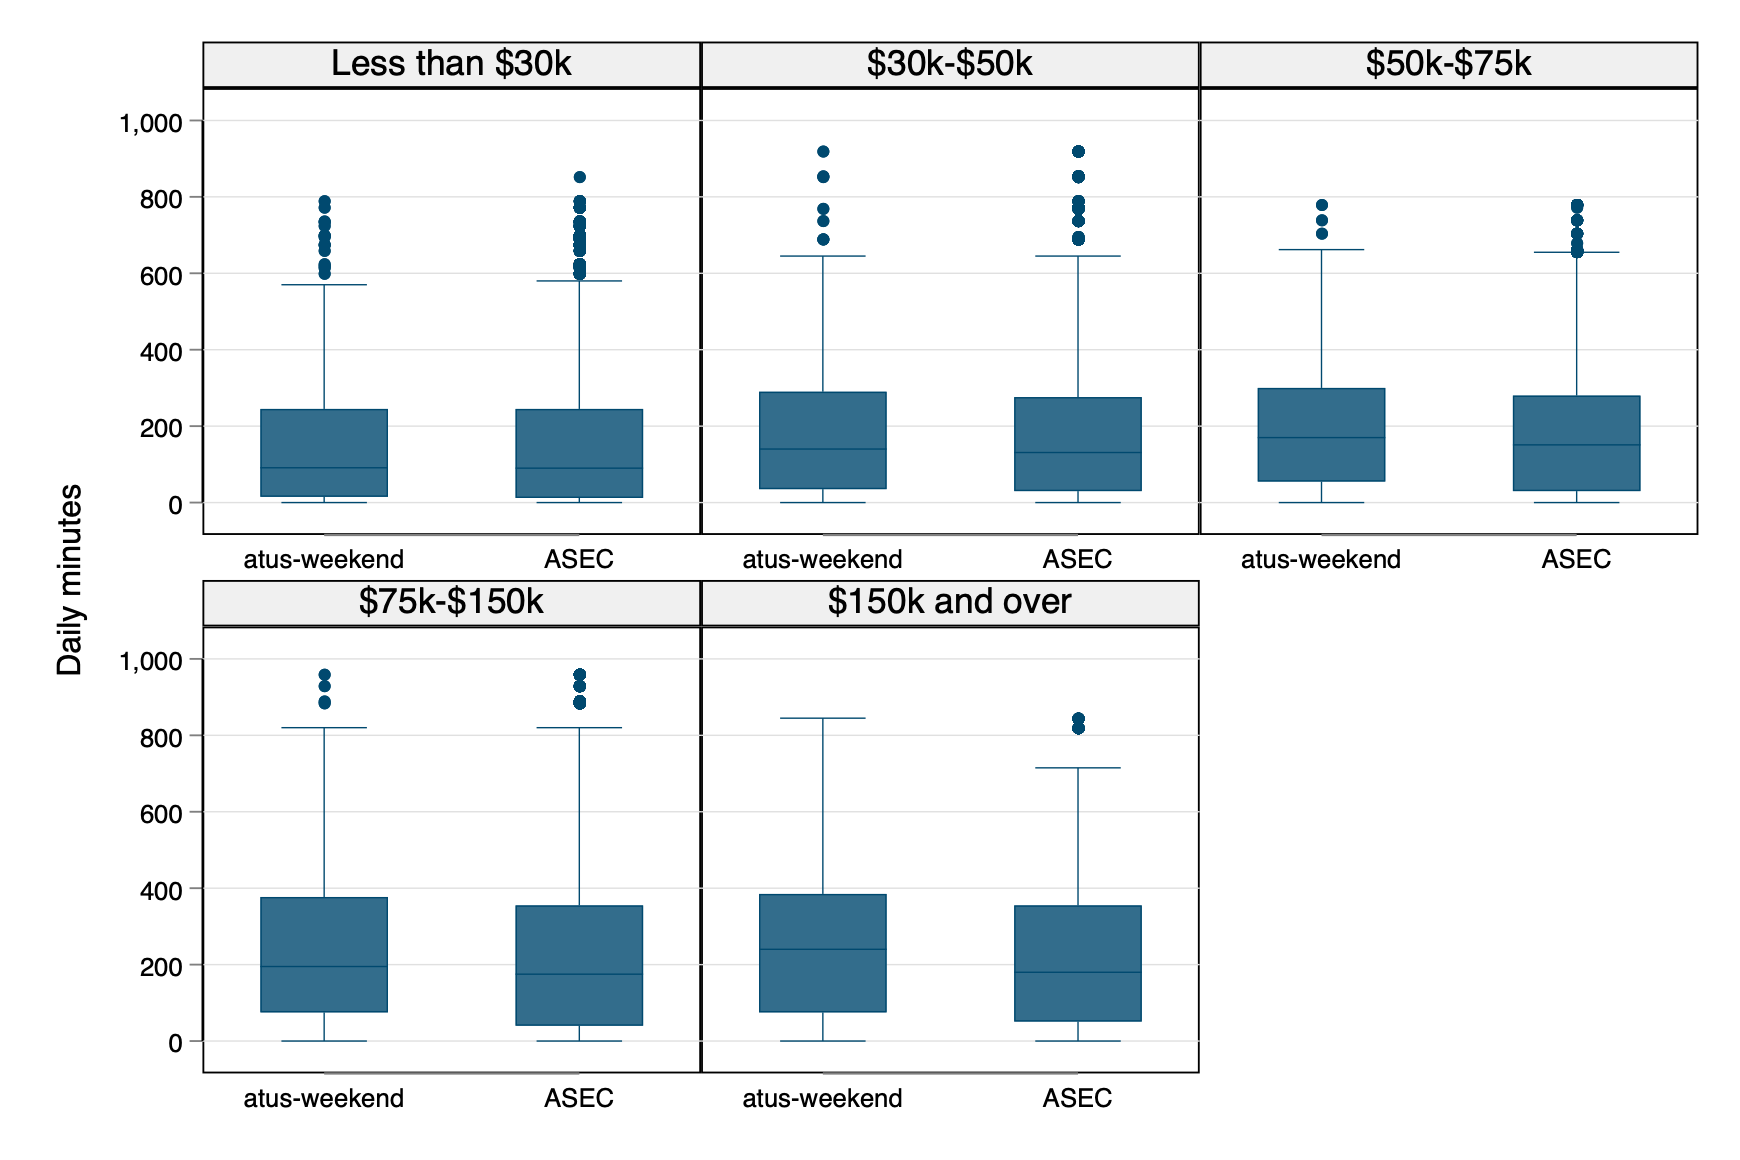 Less than $30k
$30k-$50k
$50k-$75k
1,000
800
600
400
200
0
atus-weekend
ASEC
atus-weekend
ASEC
atus-weekend
ASEC
Daily minutes
$75k-$150k
$150k and over
1,000
800
600
400
200
0
atus-weekend
ASEC
atus-weekend
ASEC